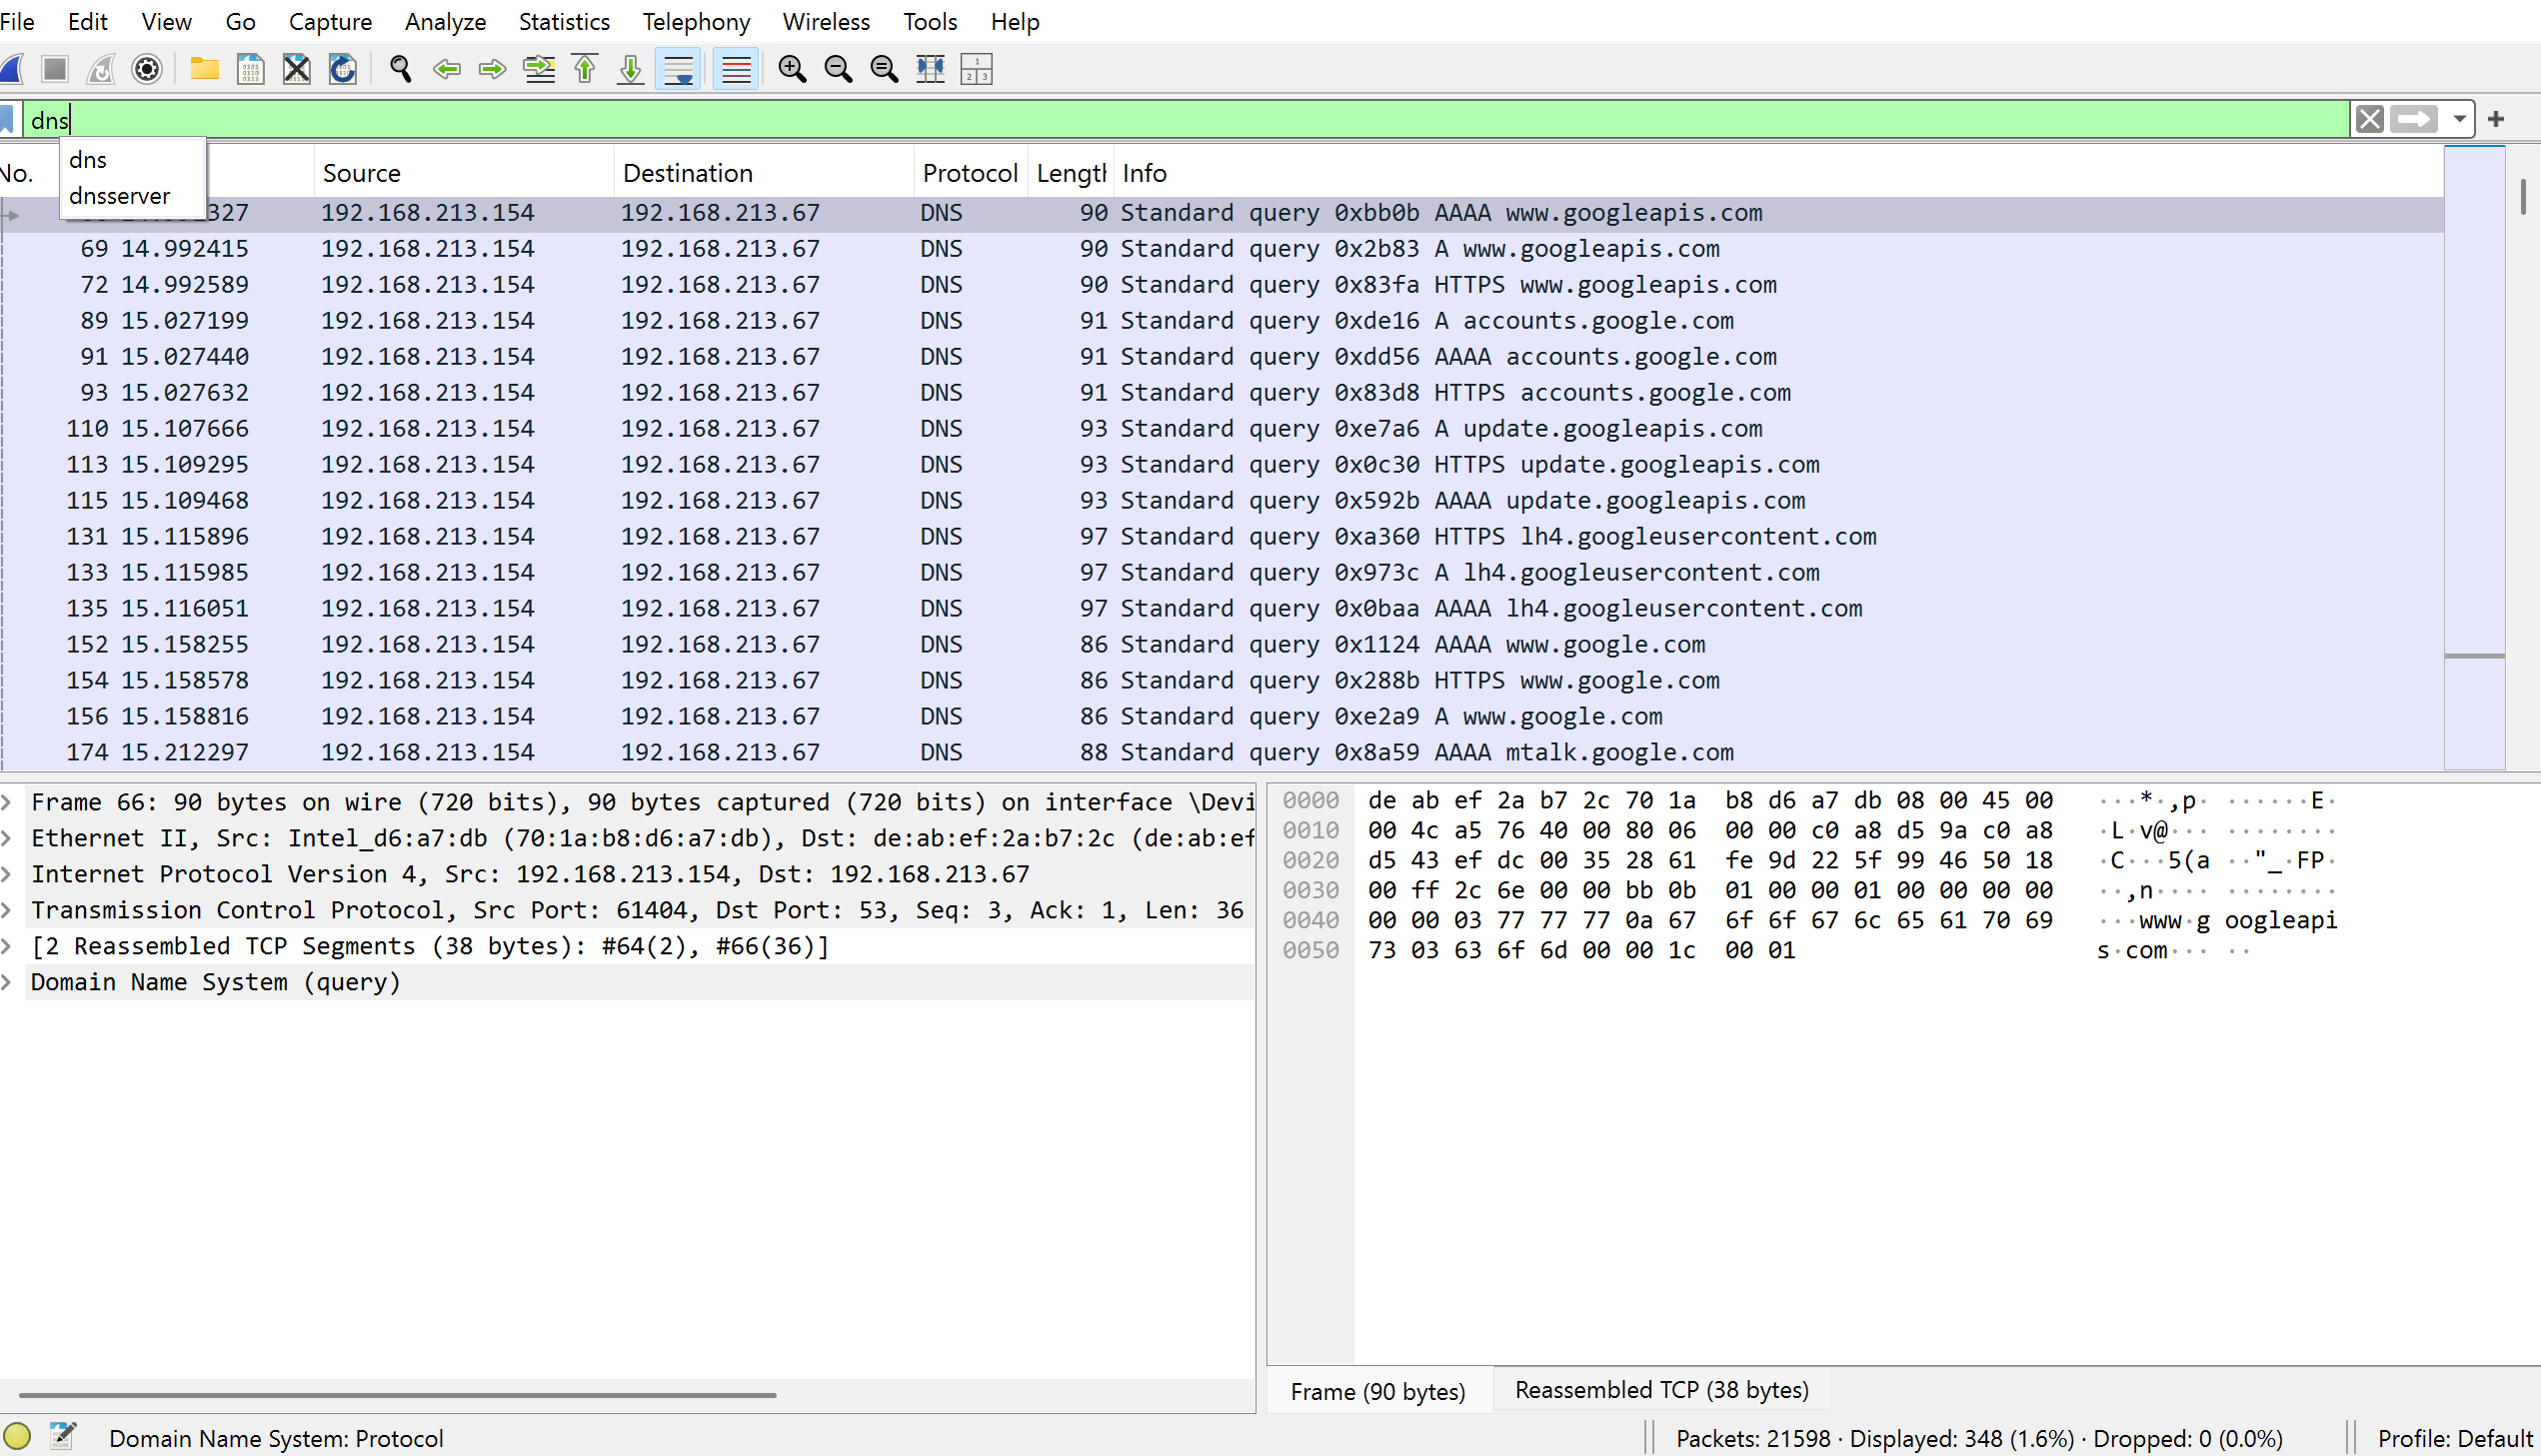 File Edit View Go Capture Analyze Statistics Telephony Wireless Tools Help
dns
dns
dnsserver
No. Source Destination Protocol Length Info
327 192.168.213.154 192.168.213.67 DNS 90 Standard query 0xbb0b AAAA www.googleapis.com
69 14.992415 192.168.213.154 192.168.213.67 DNS 90 Standard query 0x2b83 A www.googleapis.com
72 14.992589 192.168.213.154 192.168.213.67 DNS 90 Standard query 0x83fa HTTPS www.googleapis.com
89 15.027199 192.168.213.154 192.168.213.67 DNS 91 Standard query 0xde16 A accounts.google.com
91 15.027440 192.168.213.154 192.168.213.67 DNS 91 Standard query 0xdd56 AAAA accounts.google.com
93 15.027632 192.168.213.154 192.168.213.67 DNS 91 Standard query 0x83d8 HTTPS accounts.google.com
110 15.107666 192.168.213.154 192.168.213.67 DNS 93 Standard query 0xe7a6 A update.googleapis.com
113 15.109295 192.168.213.154 192.168.213.67 DNS 93 Standard query 0x0c30 HTTPS update.googleapis.com
115 15.109468 192.168.213.154 192.168.213.67 DNS 93 Standard query 0x592b AAAA update.googleapis.com
131 15.115896 192.168.213.154 192.168.213.67 DNS 97 Standard query 0xa360 HTTPS lh4.googleusercontent.com
133 15.115985 192.168.213.154 192.168.213.67 DNS 97 Standard query 0x973c A lh4.googleusercontent.com
135 15.116051 192.168.213.154 192.168.213.67 DNS 97 Standard query 0x0baa AAAA lh4.googleusercontent.com
152 15.158255 192.168.213.154 192.168.213.67 DNS 86 Standard query 0x1124 AAAA www.google.com
154 15.158578 192.168.213.154 192.168.213.67 DNS 86 Standard query 0x288b HTTPS www.google.com
156 15.158816 192.168.213.154 192.168.213.67 DNS 86 Standard query 0xe2a9 A www.google.com
174 15.212297 192.168.213.154 192.168.213.67 DNS 88 Standard query 0x8a59 AAAA mtalk.google.com
Frame 66: 90 bytes on wire (720 bits), 90 bytes captured (720 bits) on interface \Devi
Ethernet II, Src: Intel_d6:a7:db (70:1a:b8:d6:a7:db), Dst: de:ab:ef:2a:b7:2c (de:ab:ef
Internet Protocol Version 4, Src: 192.168.213.154, Dst: 192.168.213.67
Transmission Control Protocol, Src Port: 61404, Dst Port: 53, Seq: 3, Ack: 1, Len: 36
[2 Reassembled TCP Segments (38 bytes): #64(2), #66(36)]
Domain Name System (query)
0000 de ab ef 2a b7 2c 70 1a b8 d6 a7 db 08 00 45 00 ···*·,p· ······E·
0010 00 4c a5 76 40 00 80 06 00 00 c0 a8 d5 9a c0 a8 ·L·v@··· ········
0020 d5 43 ef dc 00 35 28 61 fe 9d 22 5f 99 46 50 18 ·C···5(a ··"_·FP·
0030 00 ff 2c 6e 00 00 bb 0b 01 00 00 01 00 00 00 00 ··,n···· ········
0040 00 00 03 77 77 77 0a 67 6f 6f 67 6c 65 61 70 69 ···www·g oogleapi
0050 73 03 63 6f 6d 00 00 1c 00 01 s·com··· ··
Frame (90 bytes) Reassembled TCP (38 bytes)
Domain Name System: Protocol Packets: 21598 · Displayed: 348 (1.6%) · Dropped: 0 (0.0%) Profile: Default